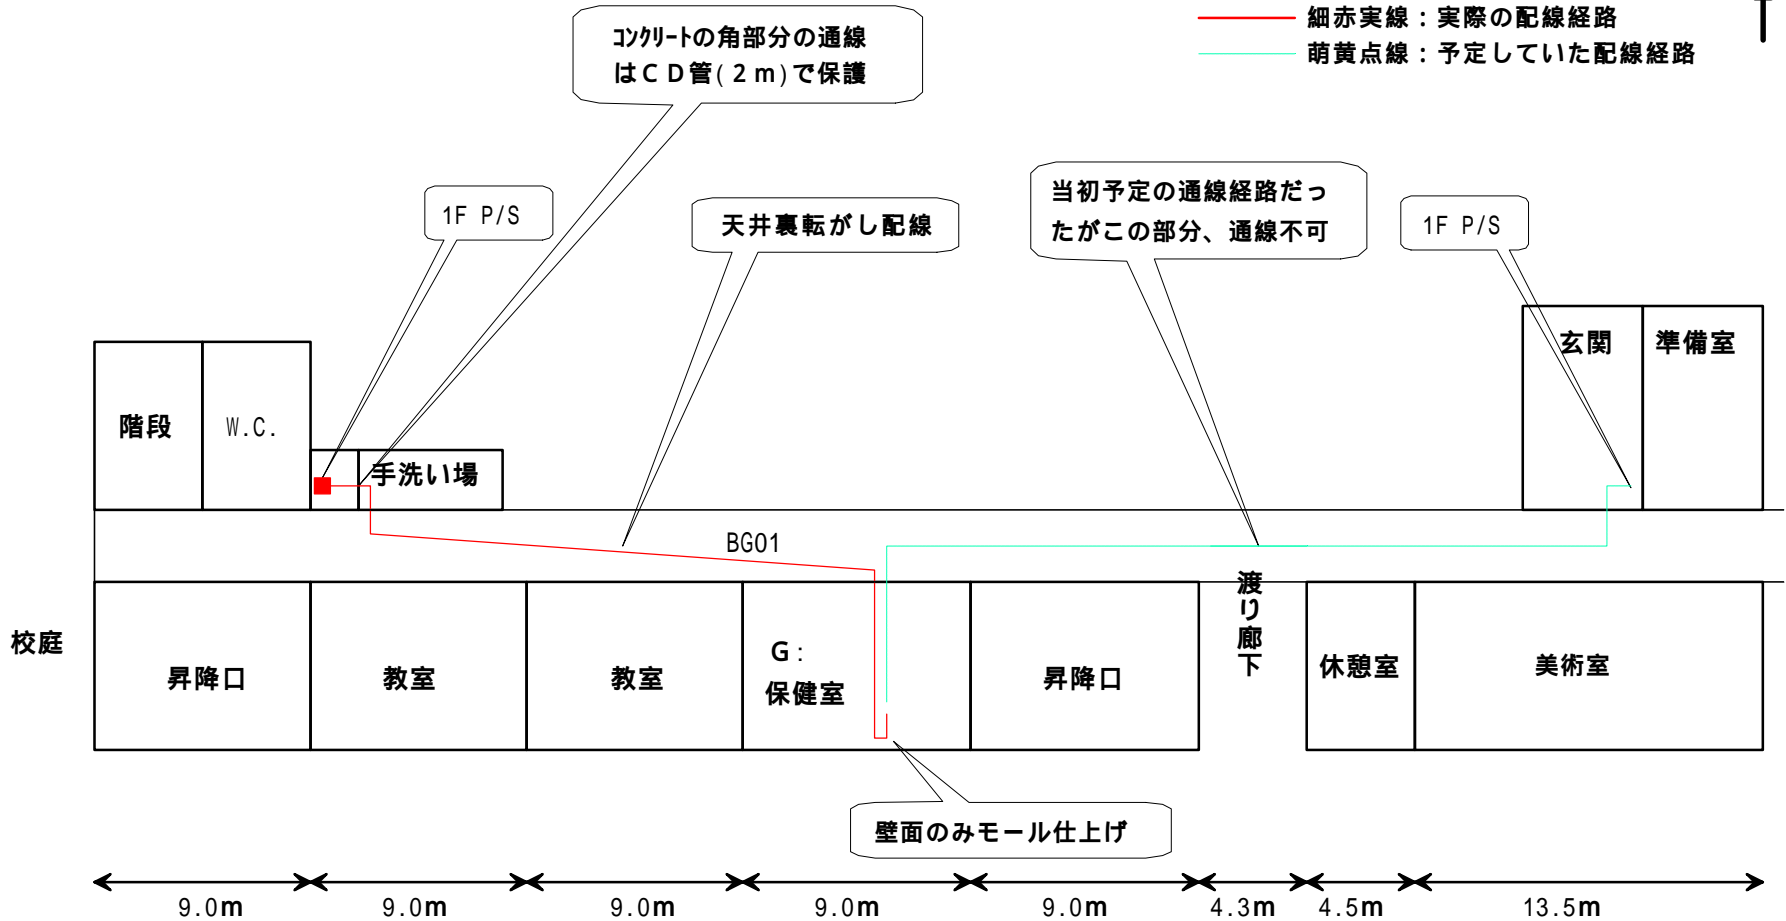 細赤実線：実際の配線経路
萌黄点線：予定していた配線経路
ｺﾝｸﾘｰﾄの角部分の通線
はＣＤ管(２ｍ)で保護
1F P/S
天井裏転がし配線
当初予定の通線経路だっ
たがこの部分、通線不可
1F P/S
玄関
準備室
階段
W.C.
手洗い場
BG01
校庭
昇降口
教室
教室
G：
保健室
昇降口
渡り廊下
休憩室
美術室
壁面のみモール仕上げ
9.0m
9.0m
9.0m
9.0m
9.0m
4.3m
4.5m
13.5m